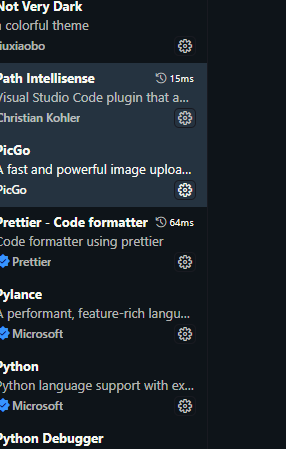 Not Very Dark
a colorful theme
liuxiaobo
Path Intellisense 15ms
Visual Studio Code plugin that a...
Christian Kohler
PicGo
A fast and powerful image uploa...
PicGo
Prettier - Code formatter 64ms
Code formatter using prettier
Prettier
Pylance
A performant, feature-rich langu...
Microsoft
Python
Python language support with ex...
Microsoft
Python Debugger